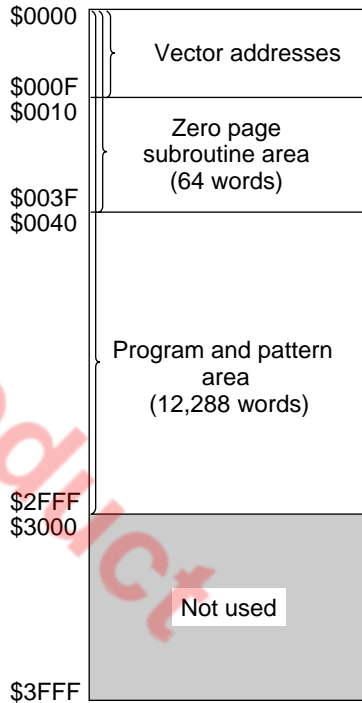 $0000
Vector addresses
$000F
$0010
Zero page
subroutine area
(64 words)
$003F
$0040
Program and pattern
area
(12,288 words)
$2FFF
$3000
Not used
$3FFF
duct